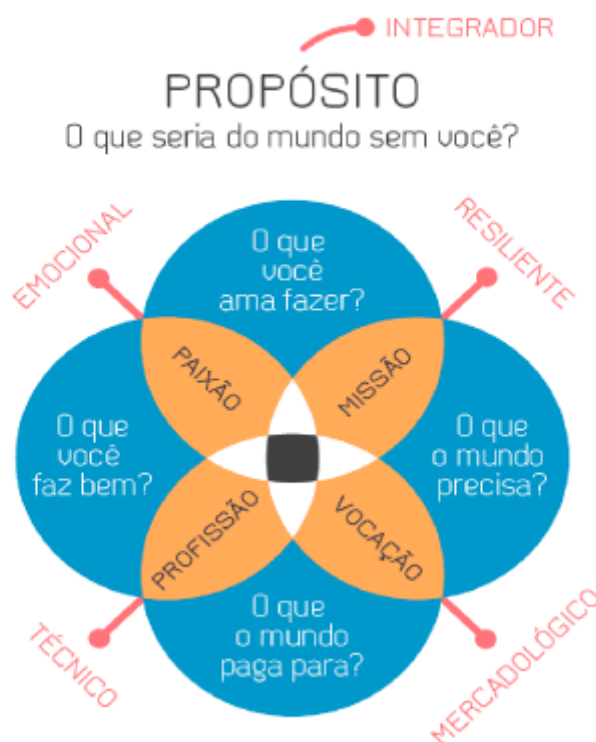 INTEGRADOR
PROPÓSITO
O que seria do mundo sem você?
EMOCIONAL
RESILIENTE
O que
você
ama fazer?
PAIXÃO
MISSÃO
O que
você
faz bem?
O que
o mundo
precisa?
PROFISSÃO
VOCAÇÃO
O que
o mundo
paga para?
TÉCNICO
MERCADOLÓGICO